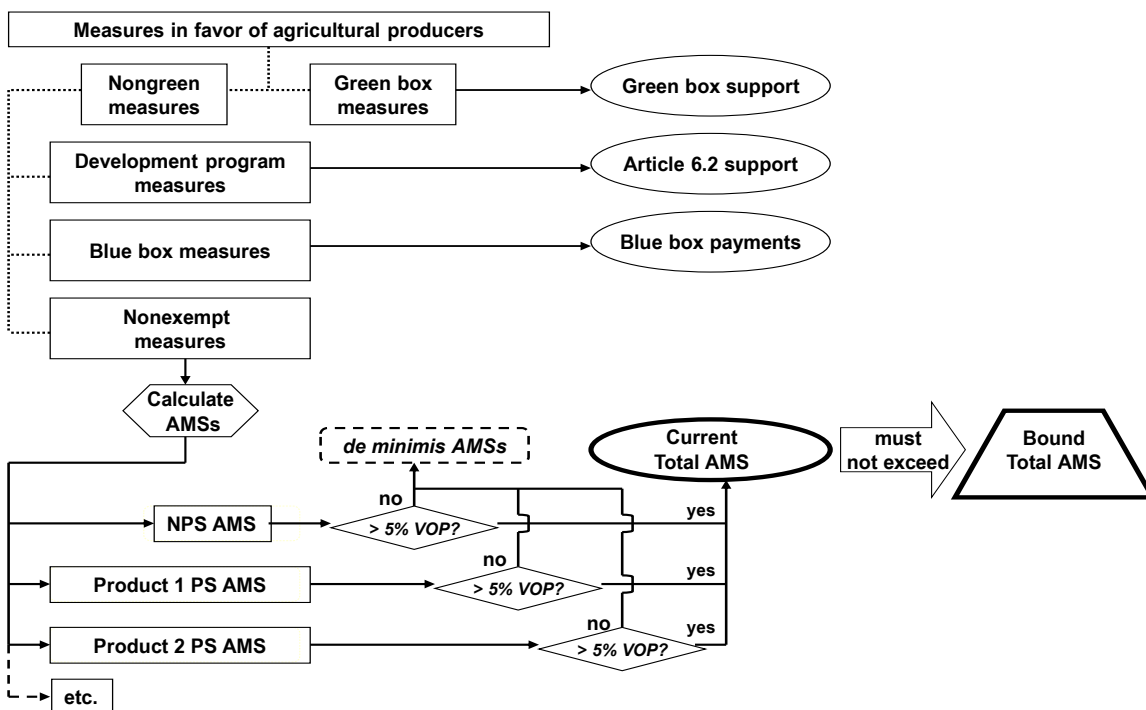 Measures in favor of agricultural producers
Nongreen
measures
Green box
measures
Green box support
Development program
measures
Article 6.2 support
Blue box measures
Blue box payments
Nonexempt
measures
Calculate
AMSs
de minimis AMSs
Current
Total AMS
must
not exceed
Bound
Total AMS
no
NPS AMS
> 5% VOP?
yes
no
Product 1 PS AMS
> 5% VOP?
yes
no
Product 2 PS AMS
> 5% VOP?
yes
etc.